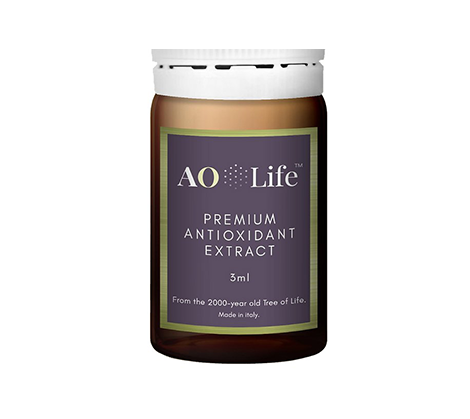 AO Life™
PREMIUM
ANTIOXIDANT
EXTRACT
3ml
From the 2000-year old Tree of Life.
Made in italy.